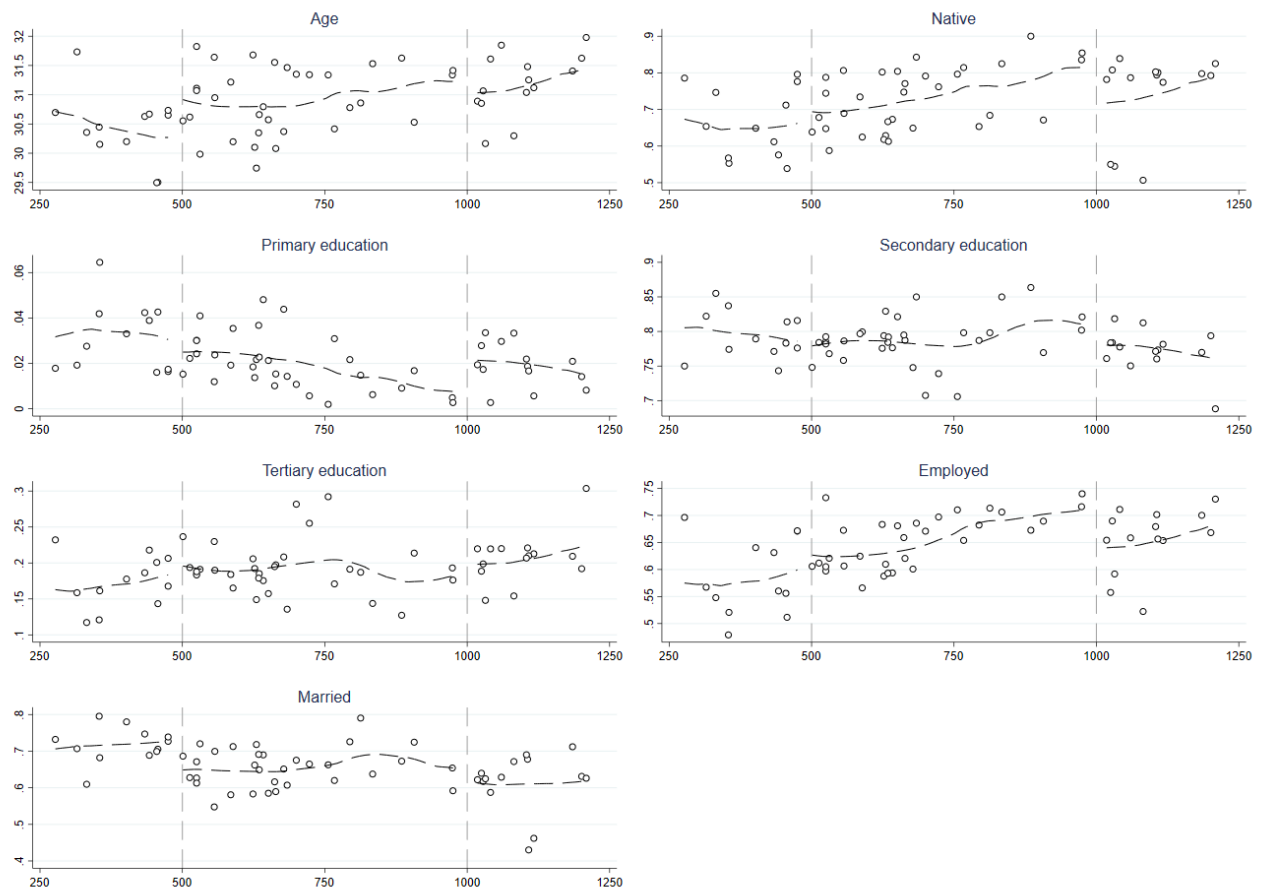 Age
32
31.5
31
30.5
30
29.5
250 500 750 1000 1250
Native
.9
.8
.7
.6
.5
250 500 750 1000 1250
Primary education
.06
.04
.02
0
250 500 750 1000 1250
Secondary education
.9
.85
.8
.75
.7
250 500 750 1000 1250
Tertiary education
.3
.25
.2
.15
.1
250 500 750 1000 1250
Employed
.75
.7
.65
.6
.55
.5
250 500 750 1000 1250
Married
.8
.7
.6
.5
.4
250 500 750 1000 1250